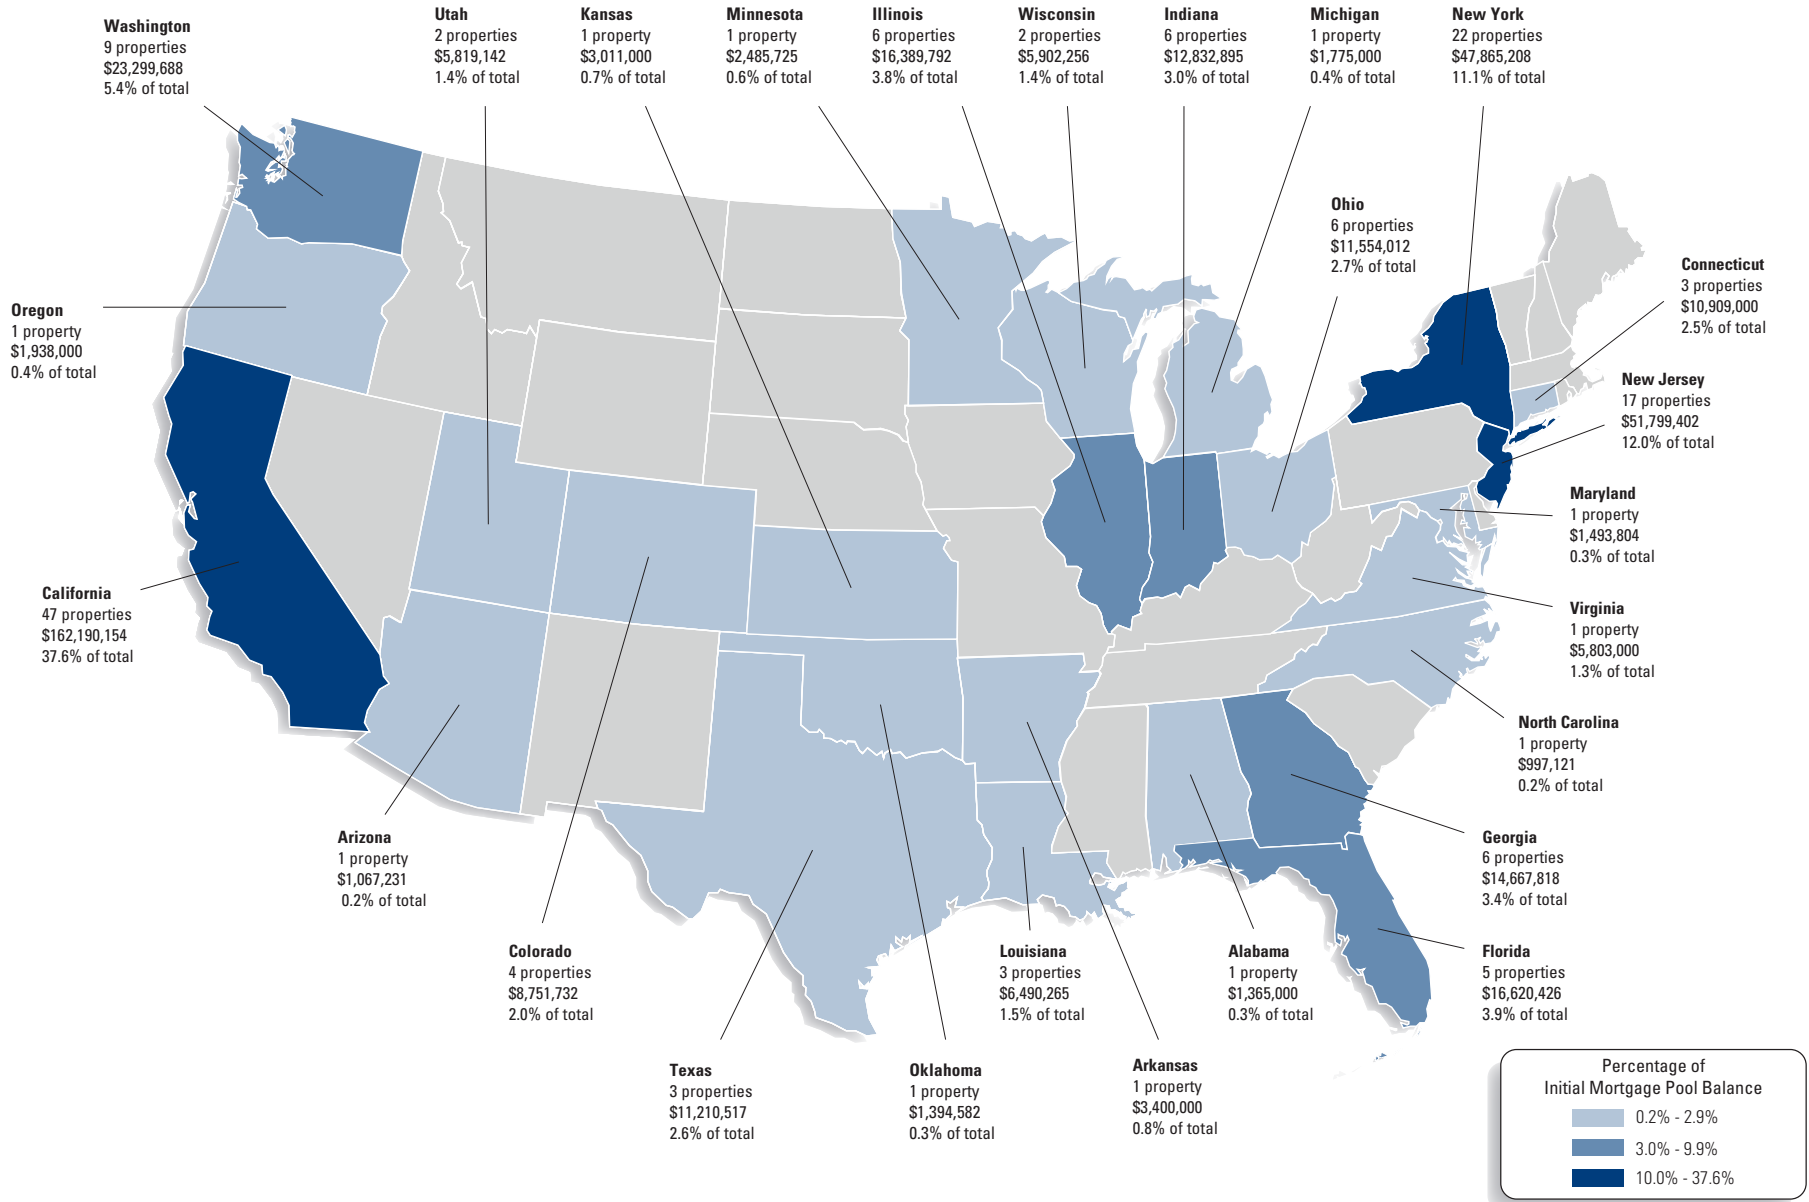 Washington
9 properties
$23,299,688
5.4% of total
Utah
2 properties
$5,819,142
1.4% of total
Kansas
1 property
$3,011,000
0.7% of total
Minnesota
1 property
$2,485,725
0.6% of total
Illinois
6 properties
$16,389,792
3.8% of total
Wisconsin
2 properties
$5,902,256
1.4% of total
Indiana
6 properties
$12,832,895
3.0% of total
Michigan
1 property
$1,775,000
0.4% of total
New York
22 properties
$47,865,208
11.1% of total
Ohio
6 properties
$11,554,012
2.7% of total
Connecticut
3 properties
$10,909,000
2.5% of total
Oregon
1 property
$1,938,000
0.4% of total
New Jersey
17 properties
$51,799,402
12.0% of total
Maryland
1 property
$1,493,804
0.3% of total
California
47 properties
$162,190,154
37.6% of total
Virginia
1 property
$5,803,000
1.3% of total
North Carolina
1 property
$997,121
0.2% of total
Arizona
1 property
$1,067,231
0.2% of total
Georgia
6 properties
$14,667,818
3.4% of total
Colorado
4 properties
$8,751,732
2.0% of total
Louisiana
3 properties
$6,490,265
1.5% of total
Alabama
1 property
$1,365,000
0.3% of total
Florida
5 properties
$16,620,426
3.9% of total
Texas
3 properties
$11,210,517
2.6% of total
Oklahoma
1 property
$1,394,582
0.3% of total
Arkansas
1 property
$3,400,000
0.8% of total
Percentage of
Initial Mortgage Pool Balance
0.2% - 2.9%
3.0% - 9.9%
10.0% - 37.6%